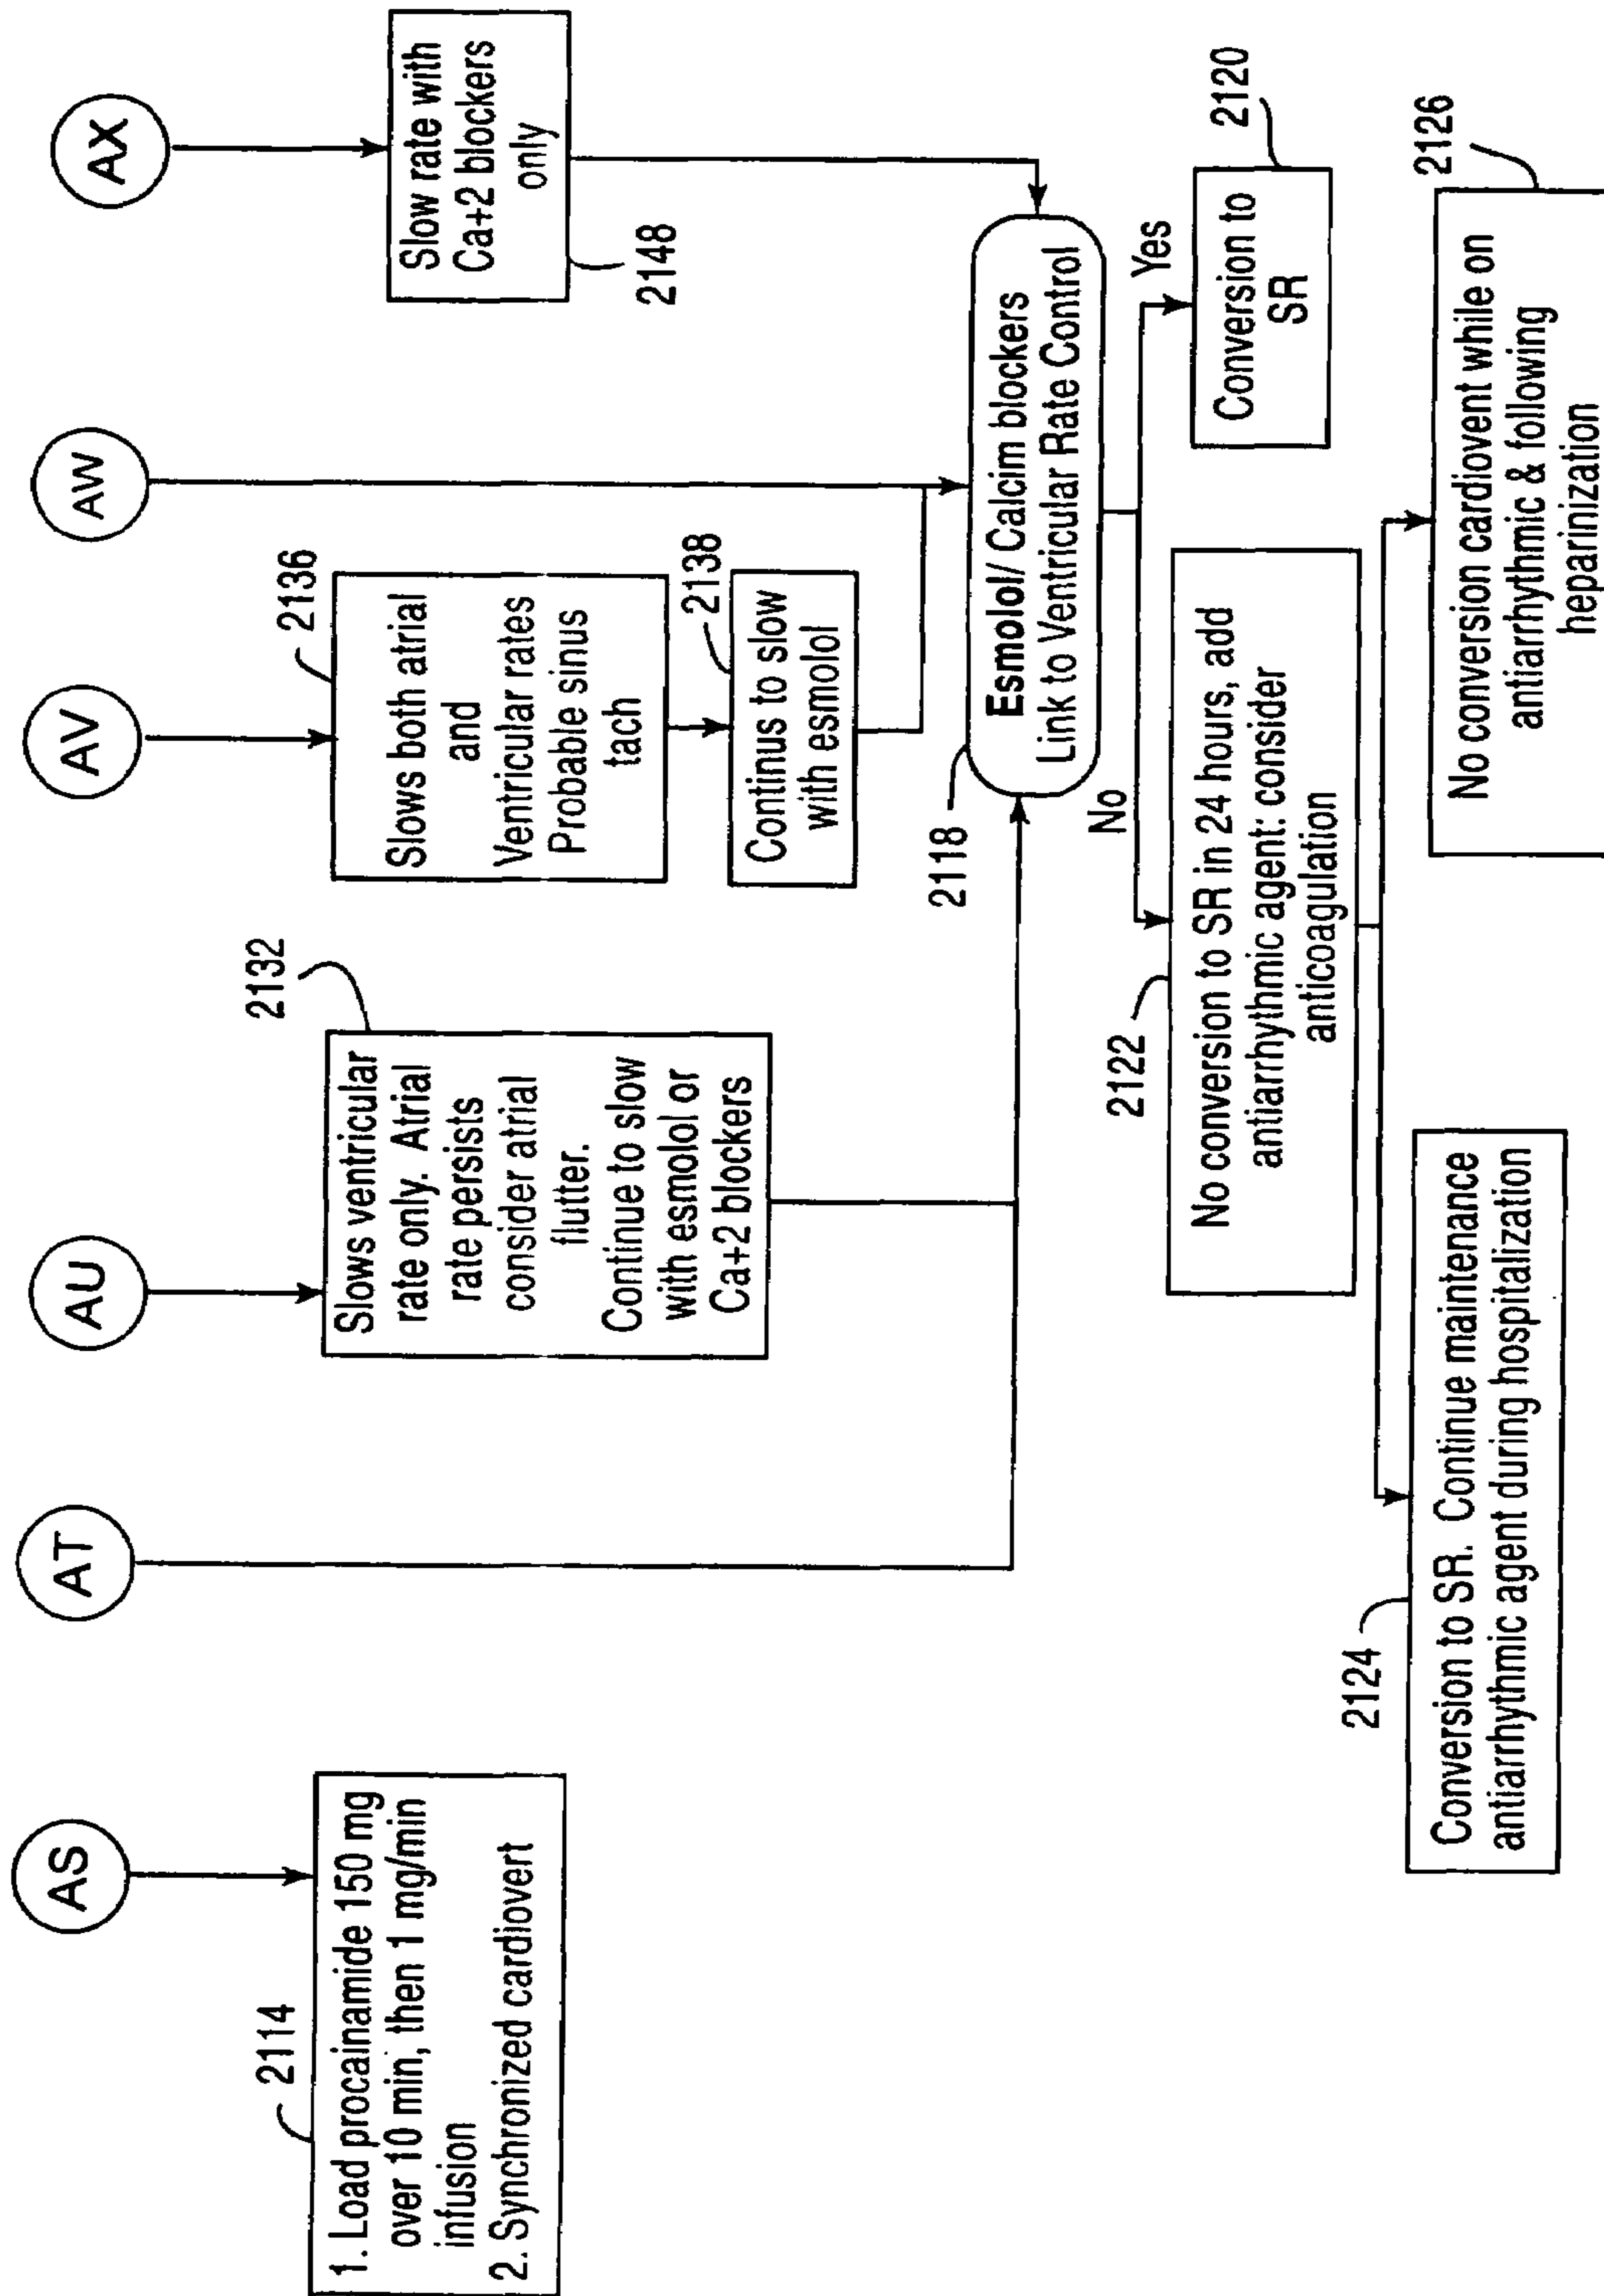 AS
AT
AU
AV
AW
AX
2114
1. Load procainamide 150 mg
over 10 min, then 1 mg/min
infusion
2. Synchronized cardiovert
2132
Slows ventricular
rate only. Atrial
rate persists
consider atrial
flutter.
Continue to slow
with esmolol or
Ca+2 blockers
2136
Slows both atrial
and
Ventricular rates
Probable sinus
tach
2138
Continus to slow
with esmolol
Slow rate with
Ca+2 blockers
only
2148
2118
Esmolol/ Calcim blockers
Link to Ventricular Rate Control
No
Yes
2122
No conversion to SR in 24 hours, add
antiarrhythmic agent: consider
anticoagulation
2120
Conversion to
SR
2124
Conversion to SR. Continue maintenance
antiarrhythmic agent during hospitalization
2126
No conversion cardiovent while on
antiarrhythmic & following
heparinization